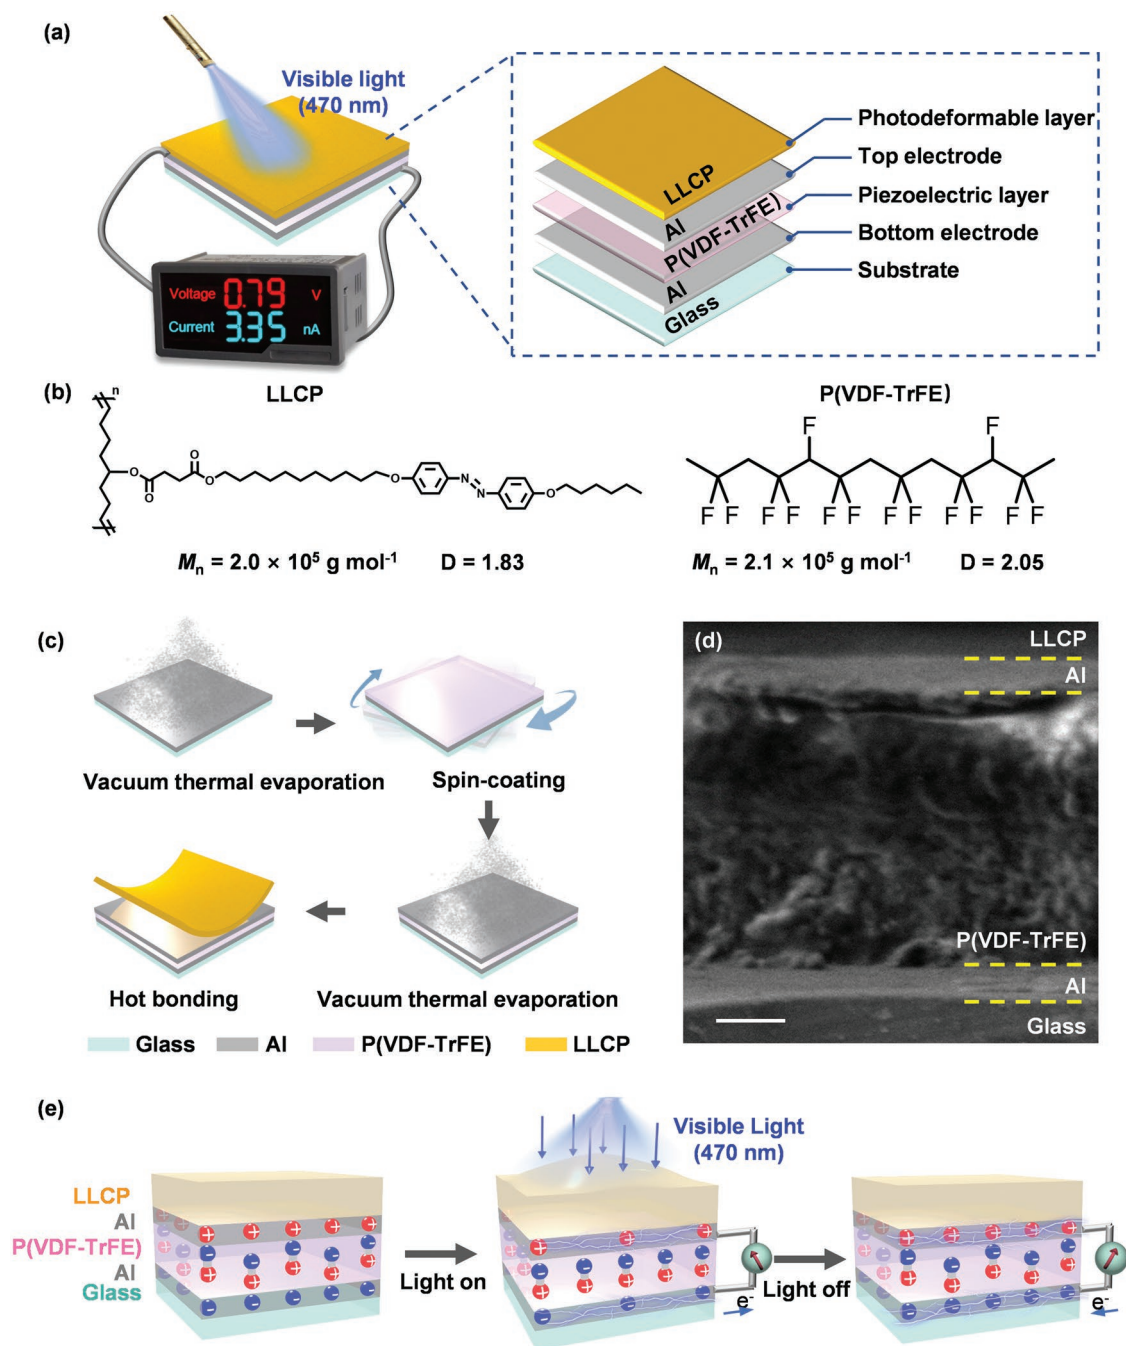 (a)
Visible light
(470 nm)
Voltage 0.79 V
Current 3.35 nA
LLCP
Al
P(VDF-TrFE)
Al
Glass
Photodeformable layer
Top electrode
Piezoelectric layer
Bottom electrode
Substrate
(b)
LLCP
P(VDF-TrFE)
n
O
O
O
O
O
N
N
O
F
F
F F F F F F F F F F
Mn = 2.0 × 10⁵ g mol⁻¹ D = 1.83
Mn = 2.1 × 10⁵ g mol⁻¹ D = 2.05
(c)
Vacuum thermal evaporation
Spin-coating
Hot bonding
Vacuum thermal evaporation
Glass Al P(VDF-TrFE) LLCP
(d)
LLCP
Al
P(VDF-TrFE)
Al
Glass
(e)
Visible Light
(470 nm)
LLCP
Al
P(VDF-TrFE)
Al
Glass
Light on
Light off
e⁻
e⁻